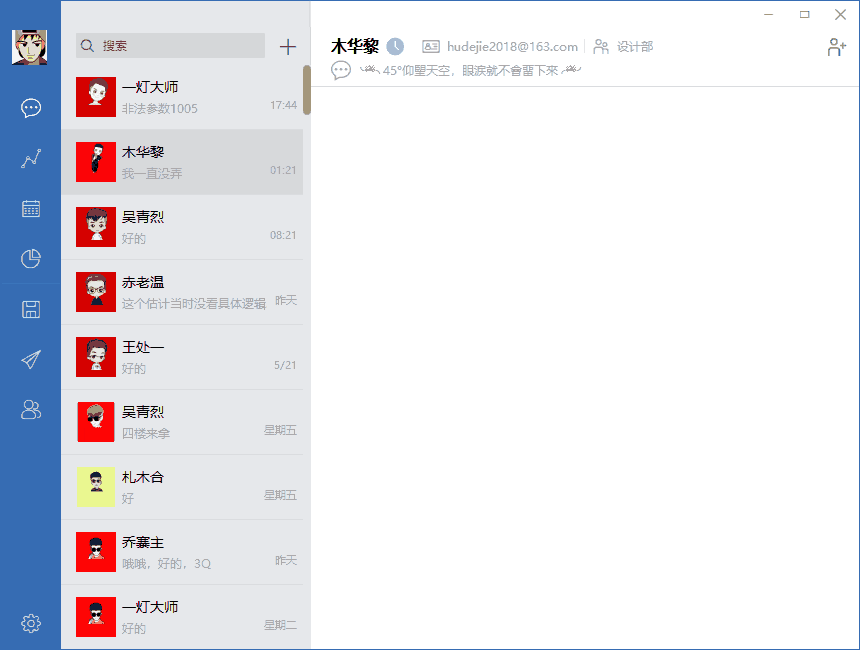 搜索
一灯大师
非法参数1005
17:44
木华黎
我一直没弄
01:21
吴青烈
好的
08:21
赤老温
这个估计当时没看具体逻辑
昨天
王处一
好的
5/21
吴青烈
四楼来拿
星期五
札木合
好
星期五
乔寨主
哦哦，好的，3Q
昨天
一灯大师
好的
星期二
木华黎
hudejie2018@163.com
设计部
45°仰望天空，眼淚就不會畱下來